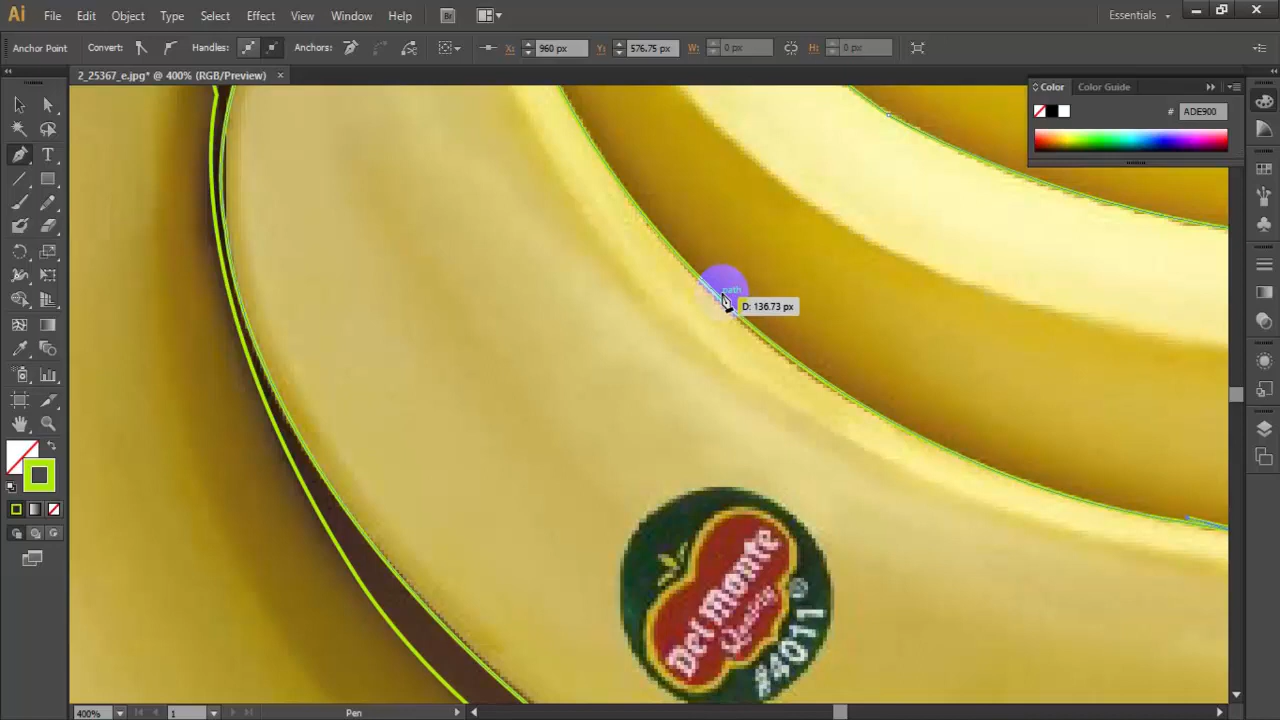 Ai File Edit Object Type Select Effect View Window Help Br Essentials
Anchor Point Convert: Handles: Anchors: X: 960 px Y: 576.75 px W: 0 px H: 0 px
2_25367_e.jpg* @ 400% (RGB/Preview) ×
Color Color Guide
# ADE900
path
D: 136.73 px
Del Monte
Quality
®
#4011
400% 1 Pen